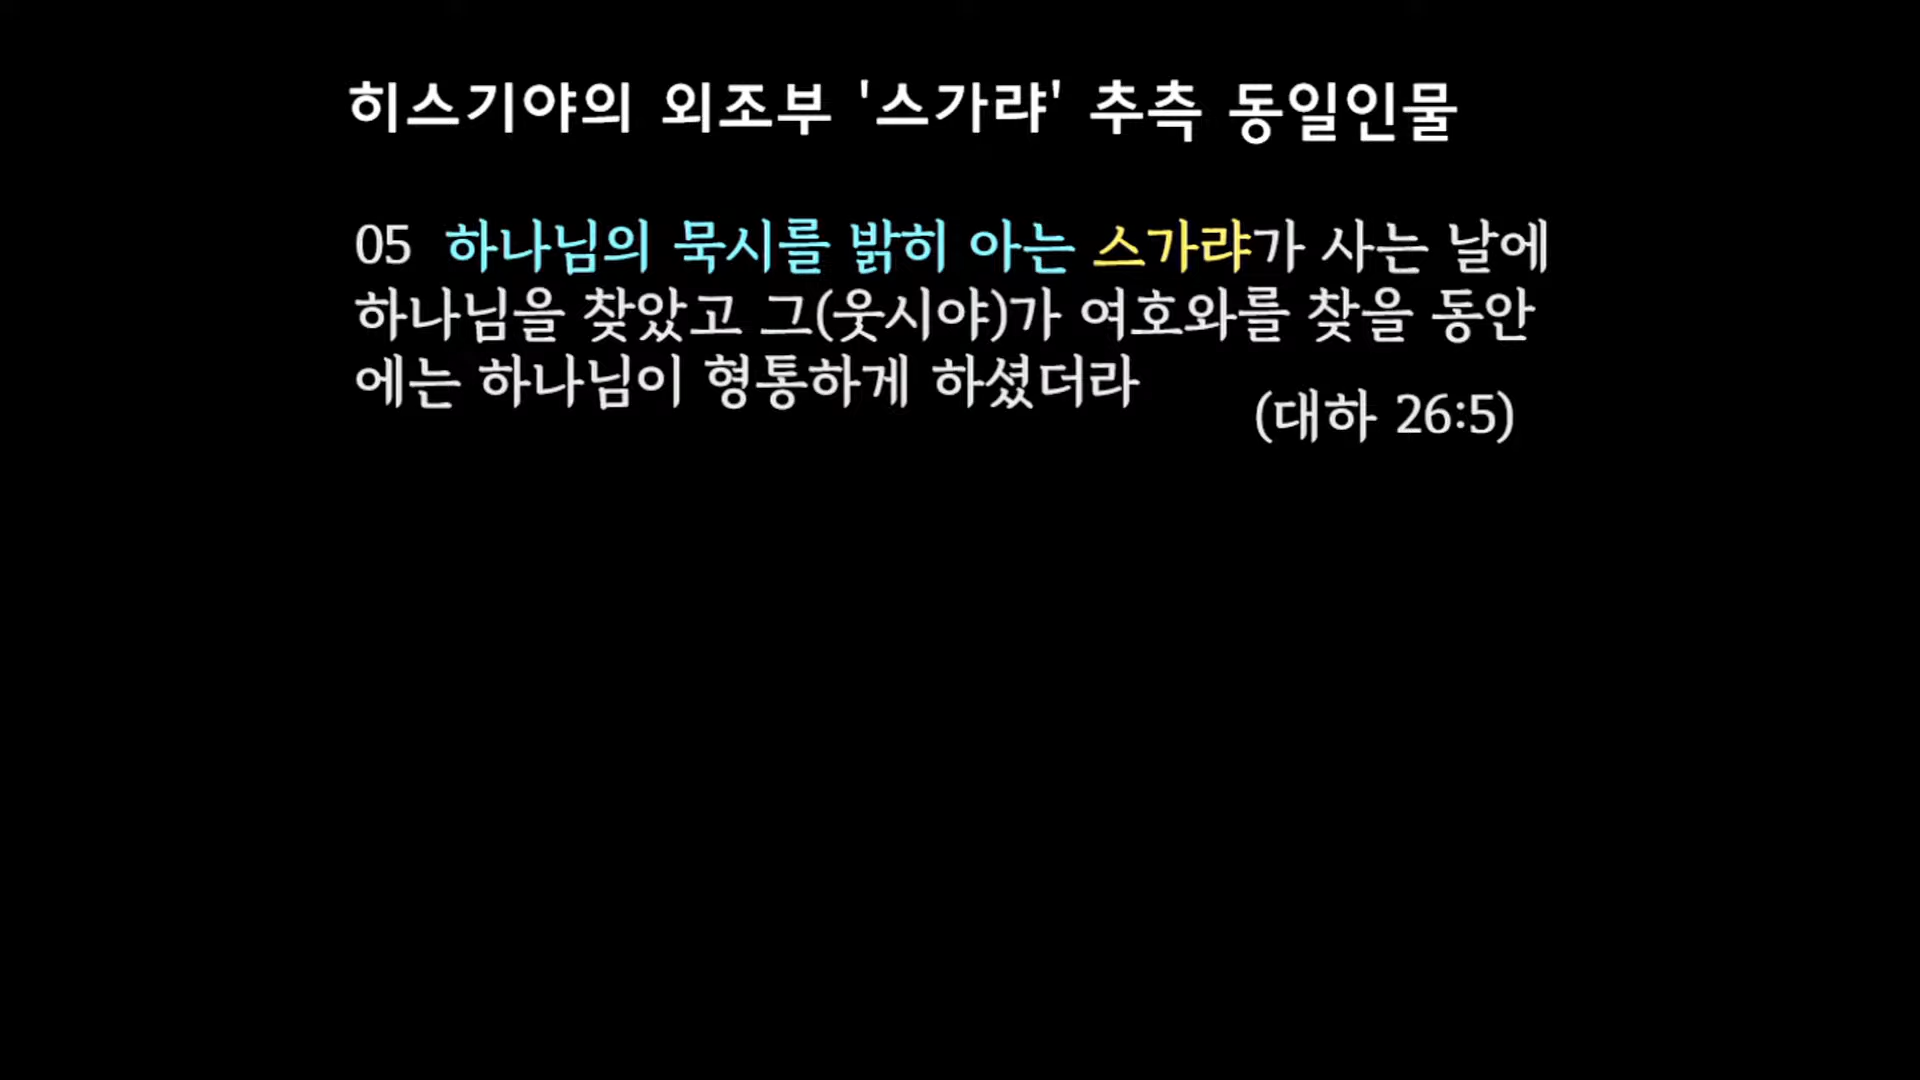 히스기야의 외조부 '스가랴' 추측 동일인물
05 하나님의 묵시를 밝히 아는 스가랴가 사는 날에
하나님을 찾았고 그(웃시야)가 여호와를 찾을 동안
에는 하나님이 형통하게 하셨더라
(대하 26:5)